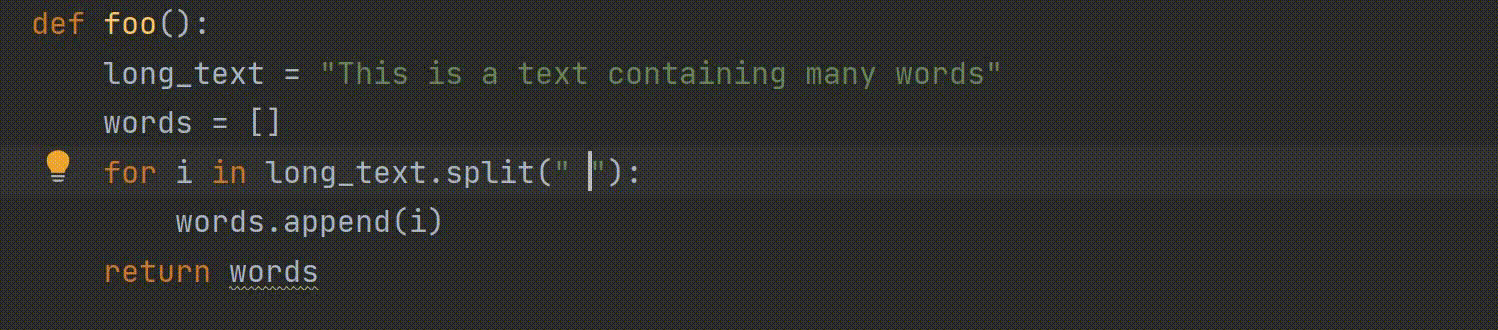 def foo():
    long_text = "This is a text containing many words"
    words = []
    for i in long_text.split(" "):
        words.append(i)
    return words